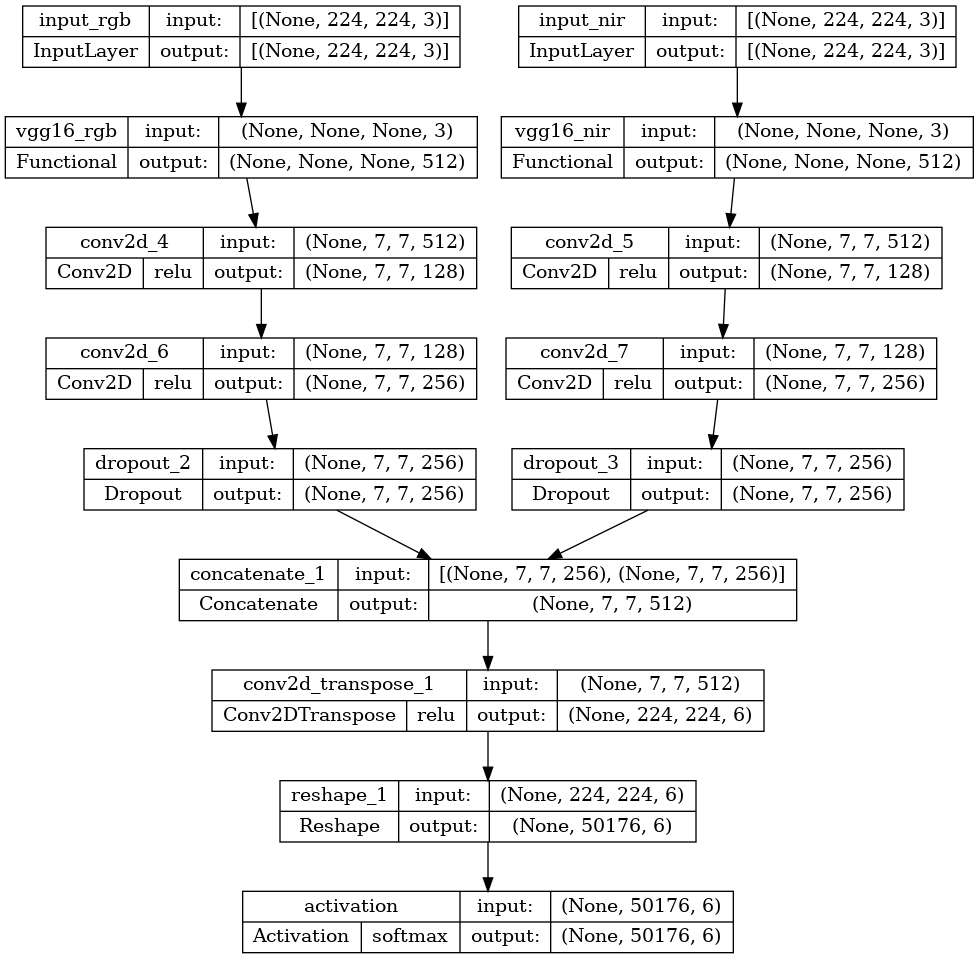 input_rgb input: [(None, 224, 224, 3)]
InputLayer output: [(None, 224, 224, 3)]
input_nir input: [(None, 224, 224, 3)]
InputLayer output: [(None, 224, 224, 3)]
vgg16_rgb input: (None, None, None, 3)
Functional output: (None, None, None, 512)
vgg16_nir input: (None, None, None, 3)
Functional output: (None, None, None, 512)
conv2d_4 input: (None, 7, 7, 512)
Conv2D relu output: (None, 7, 7, 128)
conv2d_5 input: (None, 7, 7, 512)
Conv2D relu output: (None, 7, 7, 128)
conv2d_6 input: (None, 7, 7, 128)
Conv2D relu output: (None, 7, 7, 256)
conv2d_7 input: (None, 7, 7, 128)
Conv2D relu output: (None, 7, 7, 256)
dropout_2 input: (None, 7, 7, 256)
Dropout output: (None, 7, 7, 256)
dropout_3 input: (None, 7, 7, 256)
Dropout output: (None, 7, 7, 256)
concatenate_1 input: [(None, 7, 7, 256), (None, 7, 7, 256)]
Concatenate output: (None, 7, 7, 512)
conv2d_transpose_1 input: (None, 7, 7, 512)
Conv2DTranspose relu output: (None, 224, 224, 6)
reshape_1 input: (None, 224, 224, 6)
Reshape output: (None, 50176, 6)
activation input: (None, 50176, 6)
Activation softmax output: (None, 50176, 6)